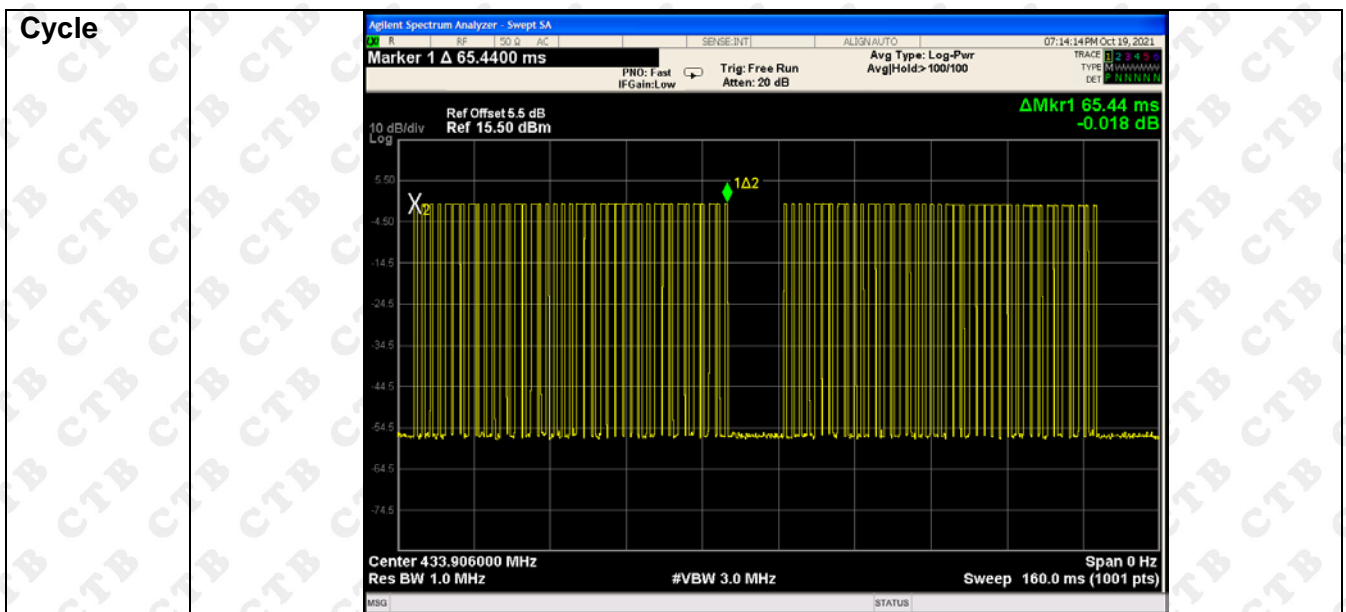 Cycle
Agilent Spectrum Analyzer - Swept SA
R RF 50 Ω AC SENSE:INT ALIGNAUTO 07:14:14 PM Oct 19, 2021
Marker 1 Δ 65.4400 ms
PNO: Fast
IFGain:Low
Trig: Free Run
Atten: 20 dB
Avg Type: Log-Pwr
Avg|Hold:>100/100
TRACE 1 2 3 4 5 6
TYPE M
DET P N N N N N
ΔMkr1 65.44 ms
-0.018 dB
Ref Offset 5.5 dB
10 dB/div Ref 15.50 dBm
Log
5.50
1Δ2
X2
-4.50
-14.5
-24.5
-34.5
-44.5
-54.5
-64.5
-74.5
Center 433.906000 MHz Span 0 Hz
Res BW 1.0 MHz #VBW 3.0 MHz Sweep 160.0 ms (1001 pts)
MSG STATUS
CTB